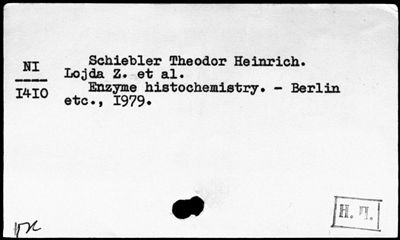 Schiebler Theodor Heinrich.
NI
Lojda Z. et al.
I4I0
Enzyme histochemistry. - Berlin
etc., I979.
Н. Ч.